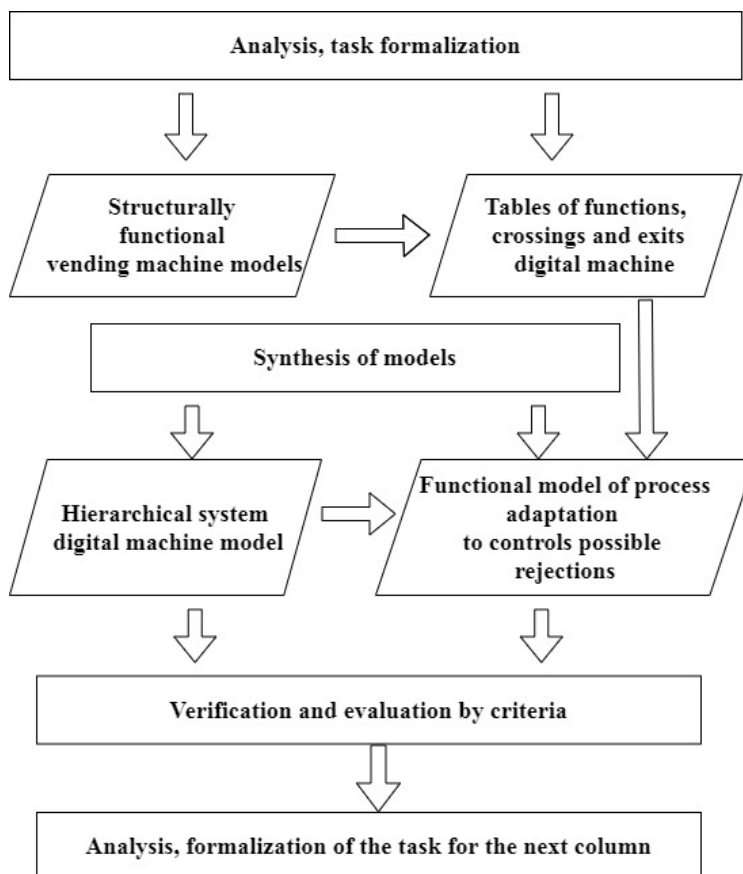 Analysis, task formalization
Structurally
functional
vending machine models
Tables of functions,
crossings and exits
digital machine
Synthesis of models
Hierarchical system
digital machine model
Functional model of process
adaptation
to controls possible
rejections
Verification and evaluation by criteria
Analysis, formalization of the task for the next column